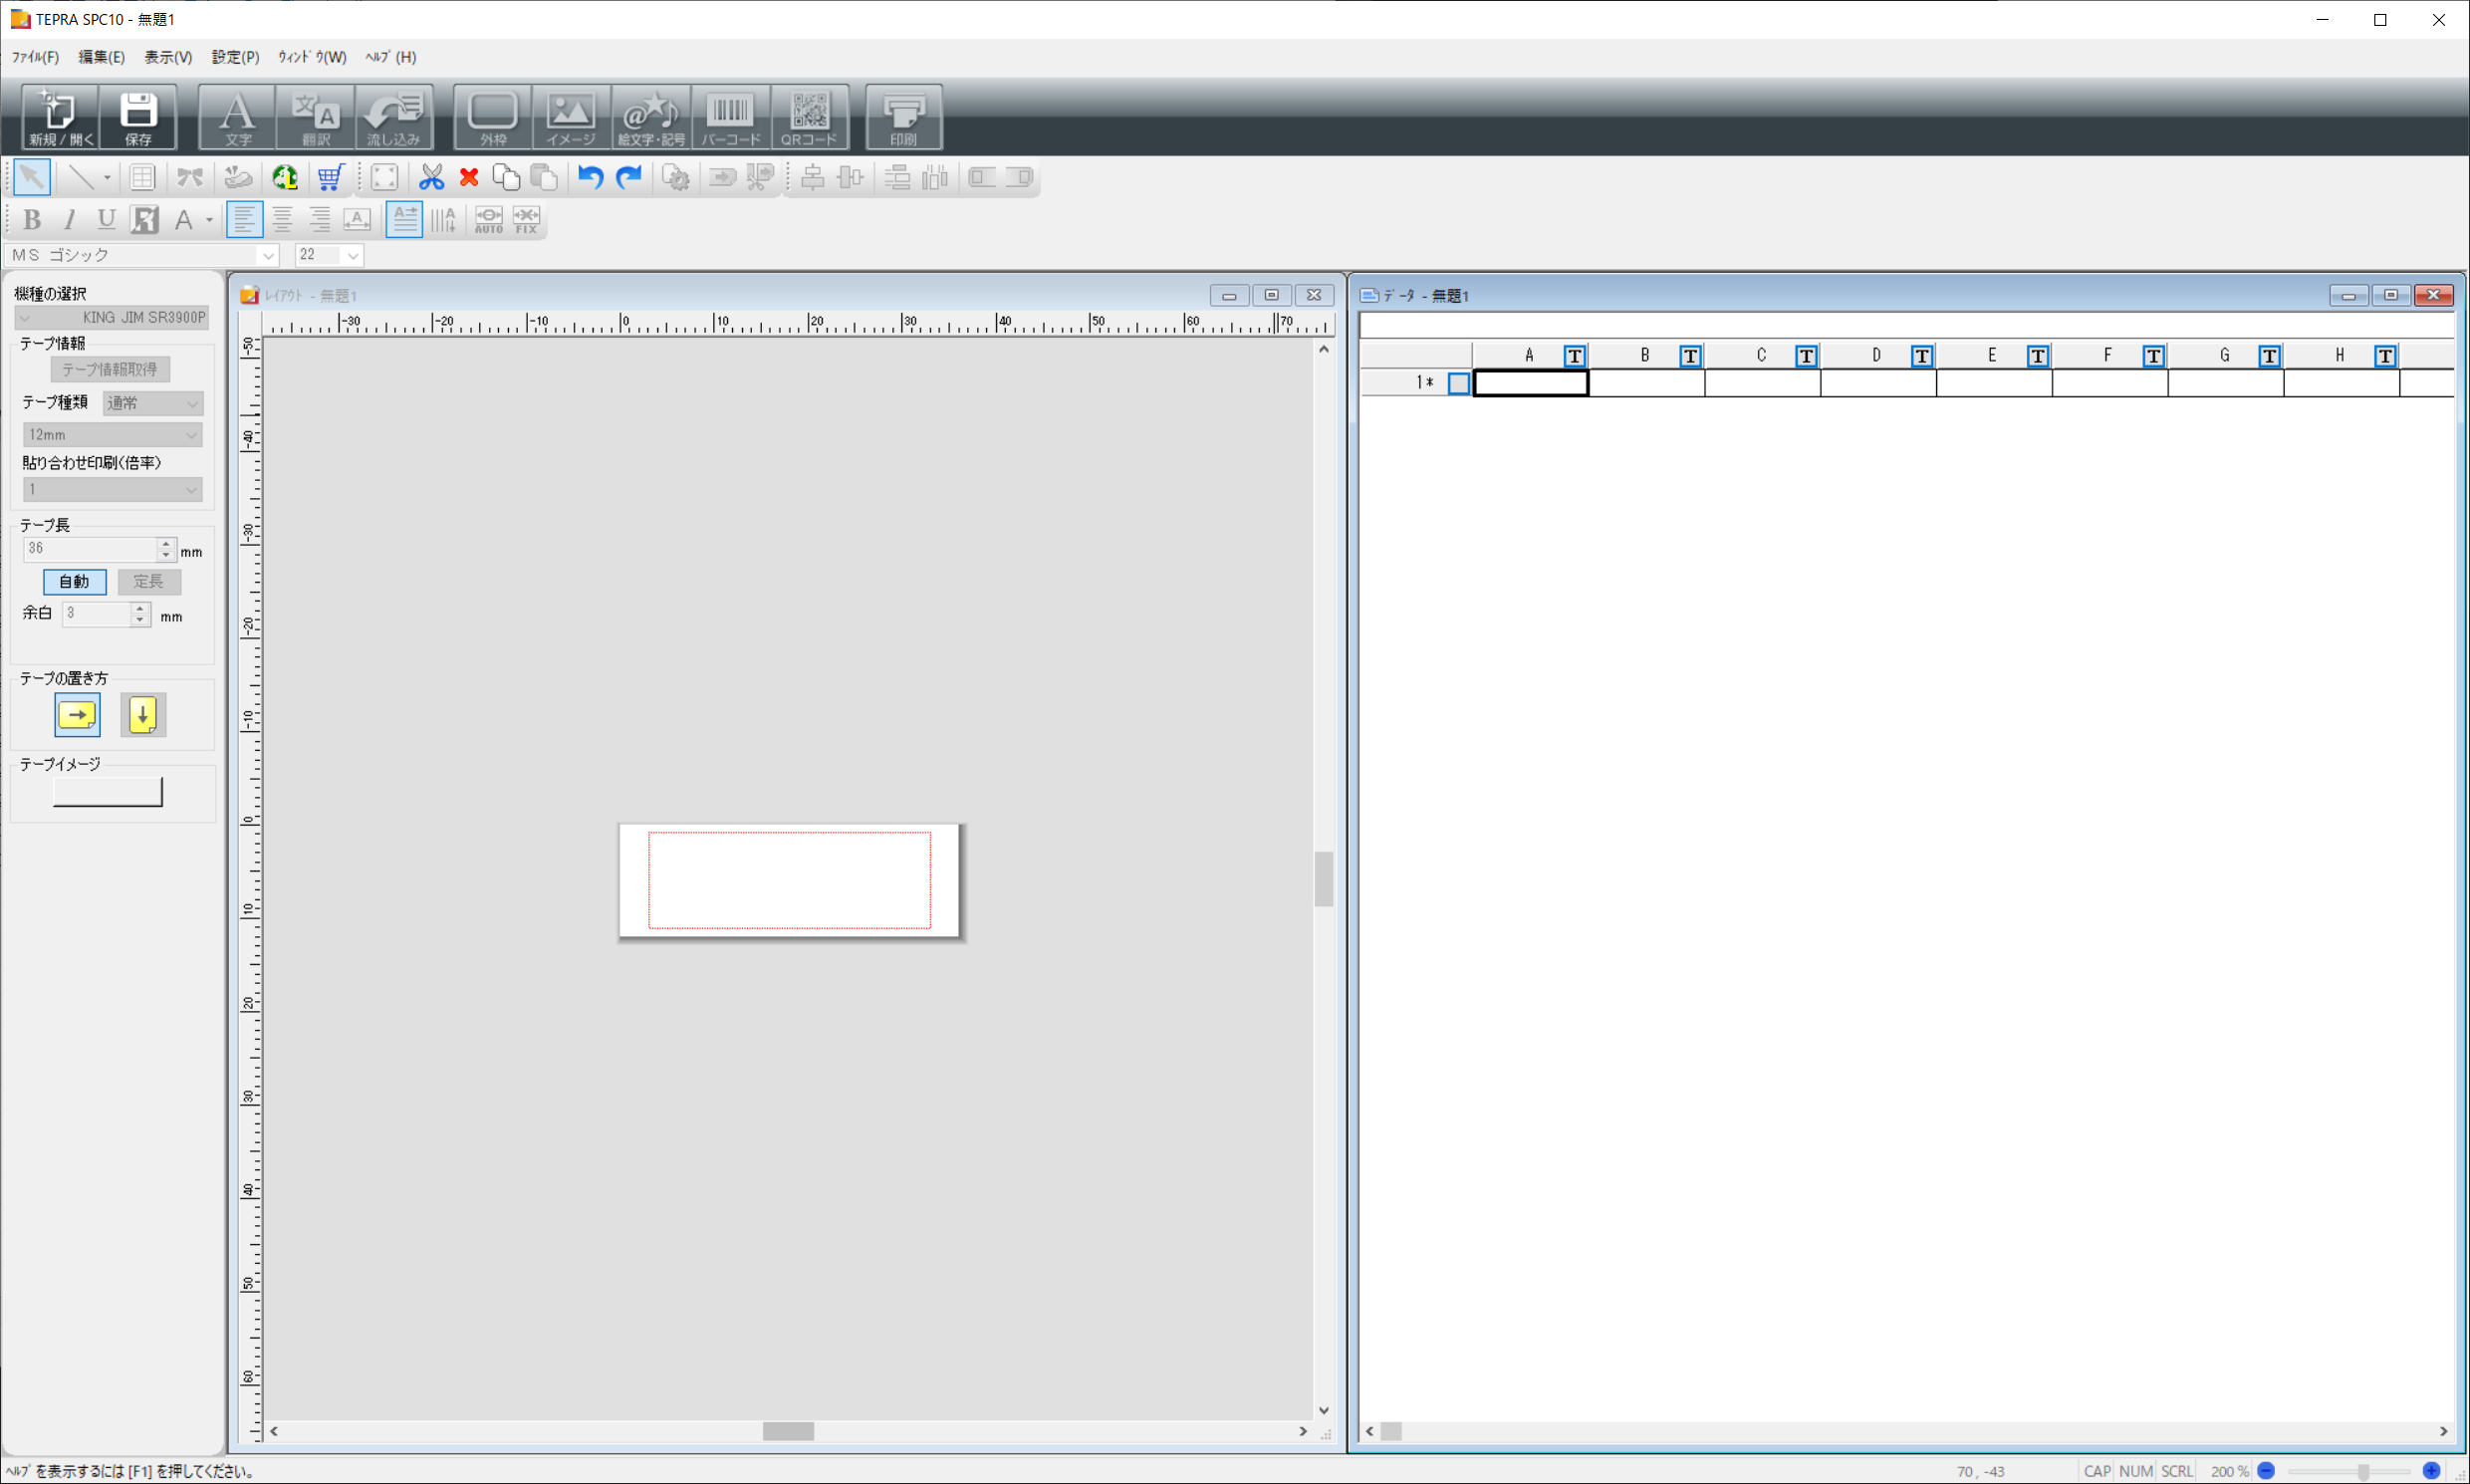 TEPRA SPC10 - 無題1
ﾌｧｲﾙ(F) 編集(E) 表示(V) 設定(P) ｳｨﾝﾄﾞｳ(W) ﾍﾙﾌﾟ(H)
新規 / 開く 保存 文字 翻訳 流し込み 外枠 イメージ 絵文字・記号 バーコード QRコード 印刷
B I U A AUTO FIX
ＭＳ ゴシック 22
機種の選択
KING JIM SR3900P
テープ情報
テープ情報取得
テープ種類 通常
12mm
貼り合わせ印刷(倍率)
1
テープ長
36 mm
自動 定長
余白 3 mm
テープの置き方
テープイメージ
ﾚｲｱｳﾄ - 無題1
-30 -20 -10 0 10 20 30 40 50 60 70
-50
-40
-30
-20
-10
0
10
20
30
40
50
60
ﾃﾞｰﾀ - 無題1
A T B T C T D T E T F T G T H T
1*
ﾍﾙﾌﾟを表示するには [F1] を押してください。
70 , -43 CAP NUM SCRL 200 %